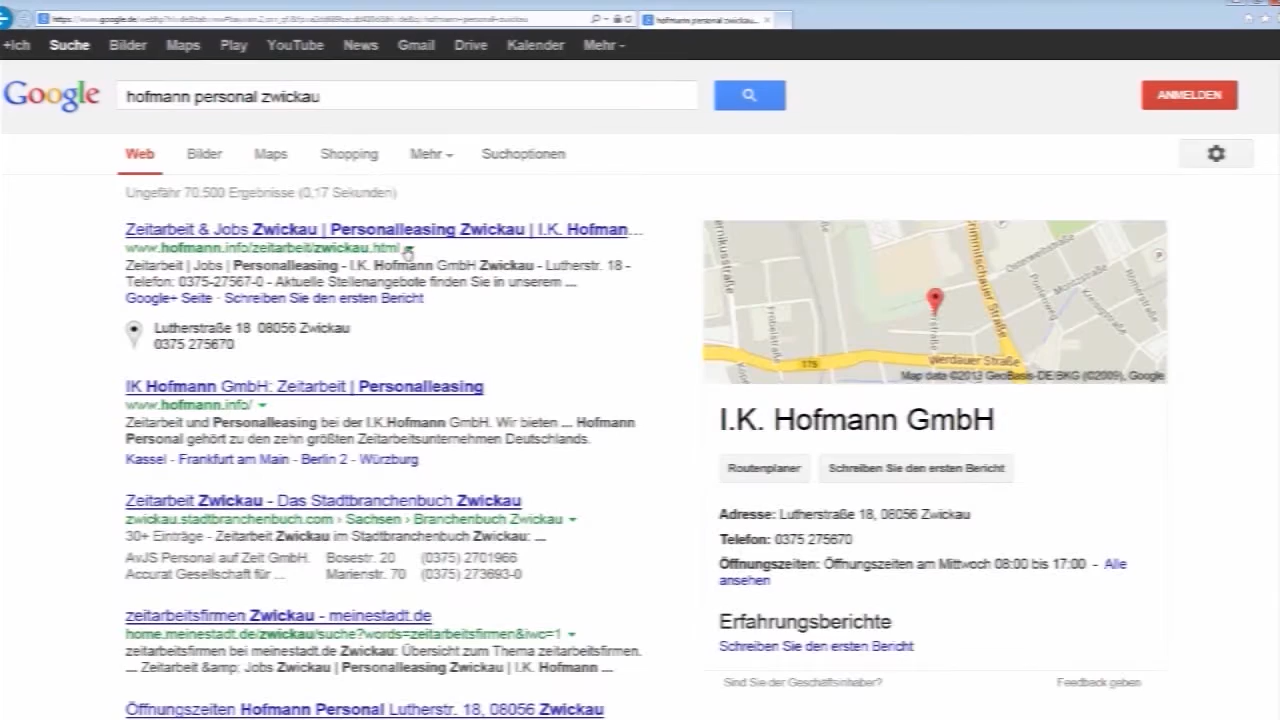 hofmann personal zwickau...
+Ich Suche Bilder Maps Play YouTube News Gmail Drive Kalender Mehr
Google
hofmann personal zwickau
ANMELDEN
Web Bilder Maps Shopping Mehr Suchoptionen
Ungefähr 70.500 Ergebnisse (0,17 Sekunden)
Zeitarbeit & Jobs Zwickau | Personalleasing Zwickau | I.K. Hofman...
www.hofmann.info/zeitarbeit/zwickau.html
Zeitarbeit | Jobs | Personalleasing - I.K. Hofmann GmbH Zwickau - Lutherstr. 18 -
Telefon: 0375-27567-0 - Aktuelle Stellenangebote finden Sie in unserem ...
Google+ Seite - Schreiben Sie den ersten Bericht
Lutherstraße 18 08056 Zwickau
0375 275670
IK Hofmann GmbH: Zeitarbeit | Personalleasing
www.hofmann.info/
Zeitarbeit und Personalleasing bei der I.K.Hofmann GmbH. Wir bieten ... Hofmann
Personal gehört zu den zehn größten Zeitarbeitsunternehmen Deutschlands.
Kassel - Frankfurt am Main - Berlin 2 - Würzburg
Zeitarbeit Zwickau - Das Stadtbranchenbuch Zwickau
zwickau.stadtbranchenbuch.com › Sachsen › Branchenbuch Zwickau
30+ Einträge - Zeitarbeit Zwickau im Stadtbranchenbuch Zwickau: ...
AvJS Personal auf Zeit GmbH. Bosestr. 20 (0375) 2701966
Accurat Gesellschaft für ... Marienstr. 70 (0375) 273693-0
zeitarbeitsfirmen Zwickau - meinestadt.de
home.meinestadt.de/zwickau/suche?words=zeitarbeitsfirmen&iwc=1
zeitarbeitsfirmen bei meinestadt.de Zwickau: Übersicht zum Thema zeitarbeitsfirmen.
... Zeitarbeit &amp; Jobs Zwickau | Personalleasing Zwickau | I.K. Hofmann ...
Öffnungszeiten Hofmann Personal Lutherstr. 18, 08056 Zwickau
Osterweihstraße
Moritzstraße
Römerstraße
Fröbelstraße
175
Werdauer Straße
Map data ©2013 GeoBasis-DE/BKG (©2009), Google
I.K. Hofmann GmbH
Routenplaner Schreiben Sie den ersten Bericht
Adresse: Lutherstraße 18, 08056 Zwickau
Telefon: 0375 275670
Öffnungszeiten: Öffnungszeiten am Mittwoch 08:00 bis 17:00 - Alle
ansehen
Erfahrungsberichte
Schreiben Sie den ersten Bericht
Sind Sie der Geschäftsinhaber? Feedback geben